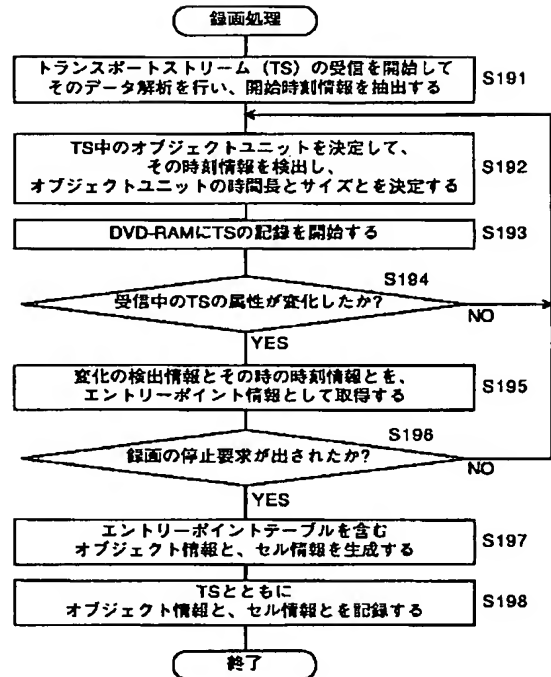 録画処理
トランスポートストリーム (TS) の受信を開始して
そのデータ解析を行い、開始時刻情報を抽出する
S191
TS中のオブジェクトユニットを決定して、
その時刻情報を検出し、
オブジェクトユニットの時間長とサイズとを決定する
S192
DVD-RAMにTSの記録を開始する
S193
S194
受信中のTSの属性が変化したか?
NO
YES
変化の検出情報とその時の時刻情報とを、
エントリーポイント情報として取得する
S195
S196
録画の停止要求が出されたか?
NO
YES
エントリーポイントテーブルを含む
オブジェクト情報と、セル情報を生成する
S197
TSとともに
オブジェクト情報と、セル情報とを記録する
S198
終了